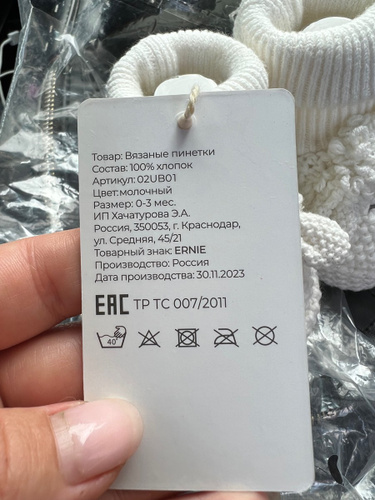 Товар: Вязаные пинетки
Состав: 100% хлопок
Артикул: 02UB01
Цвет:молочный
Размер: 0-3 мес.
ИП Хачатурова Э.А.
Россия, 350053, г. Краснодар,
ул. Средняя, 45/21
Товарный знак: ERNIE
Производство: Россия
Дата производства: 30.11.2023
EAC ТР ТС 007/2011
40°